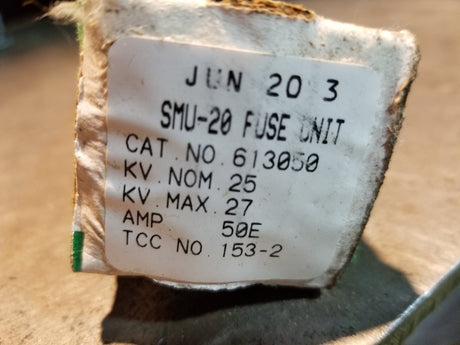 JUN 20 3
SMU-20 FUSE UNIT
CAT.NO.613050
KV.NOM.25
KV.MAX.27
AMP 50E
TCC NO. 153-2